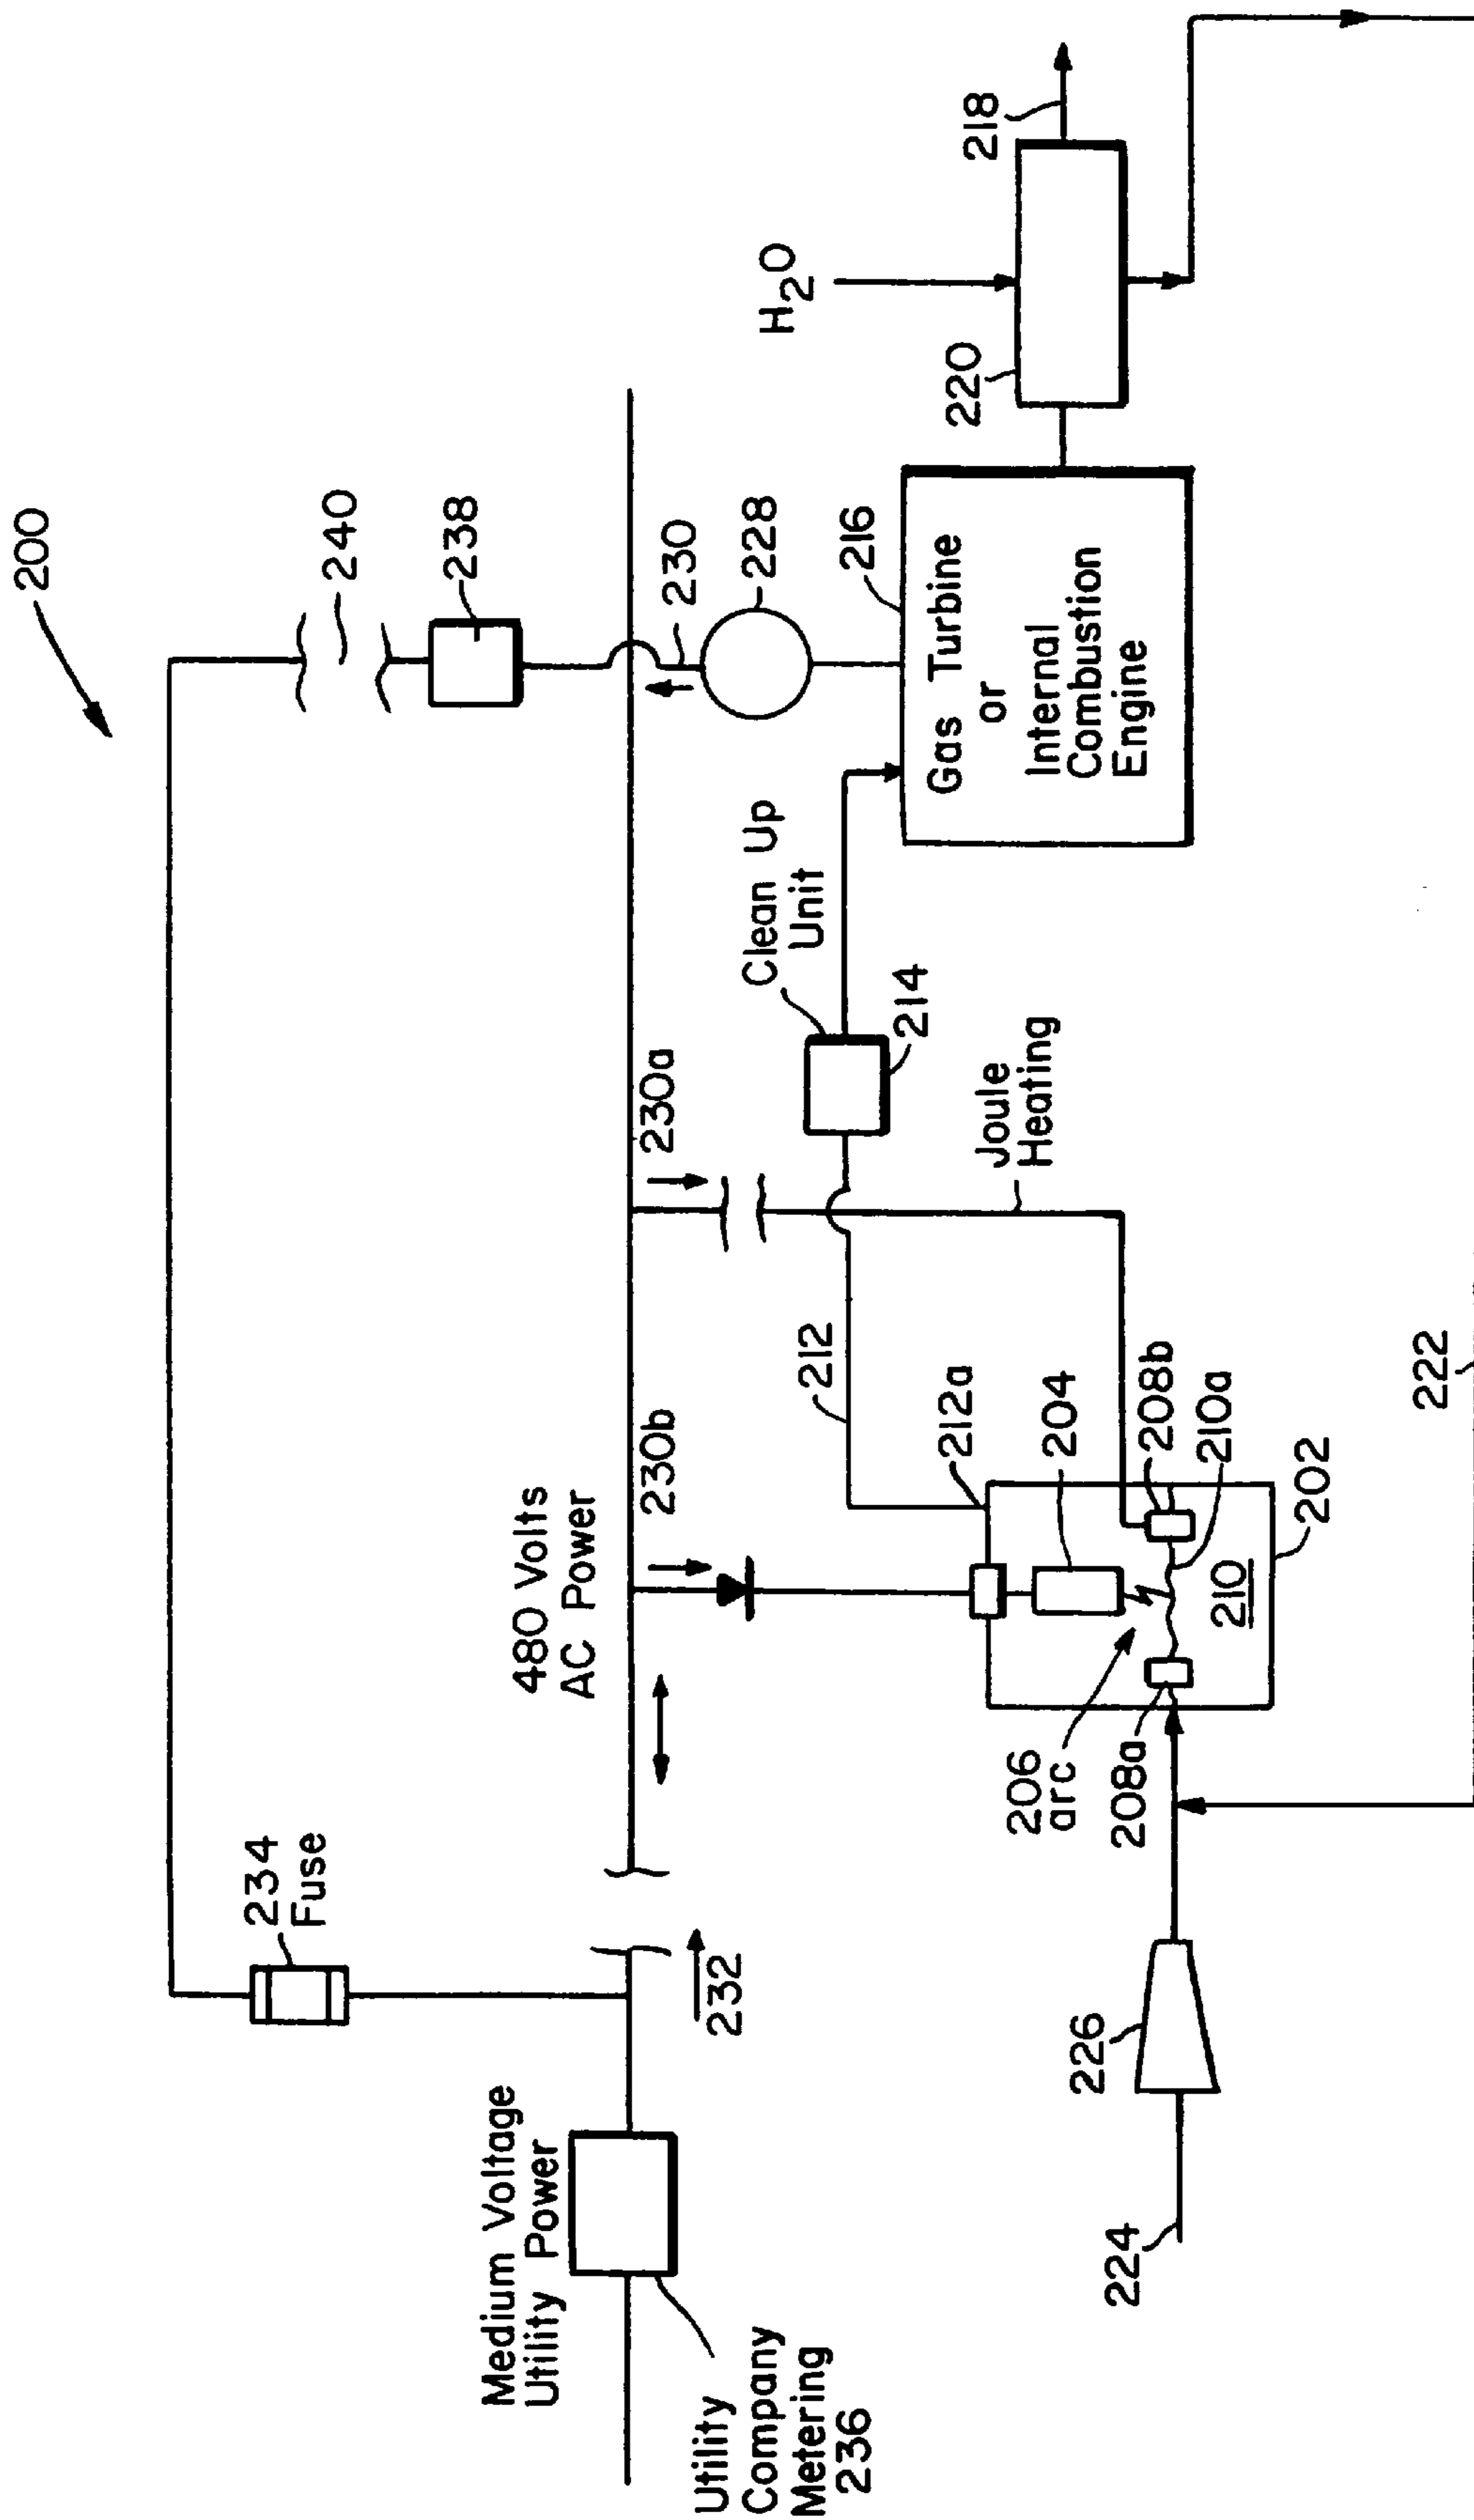 200
240
238
234
Fuse
480 Volts
AC Power
Medium Voltage
Utility Power
Utility
Company
Metering
236
232
230b
230a
230
228
Clean Up
Unit
214
216
Gas Turbine
or
Internal
Combustion
Engine
H2O
220
218
212
212a
Joule
Heating
204
208b
210a
210
202
206
arc
208a
226
224
222